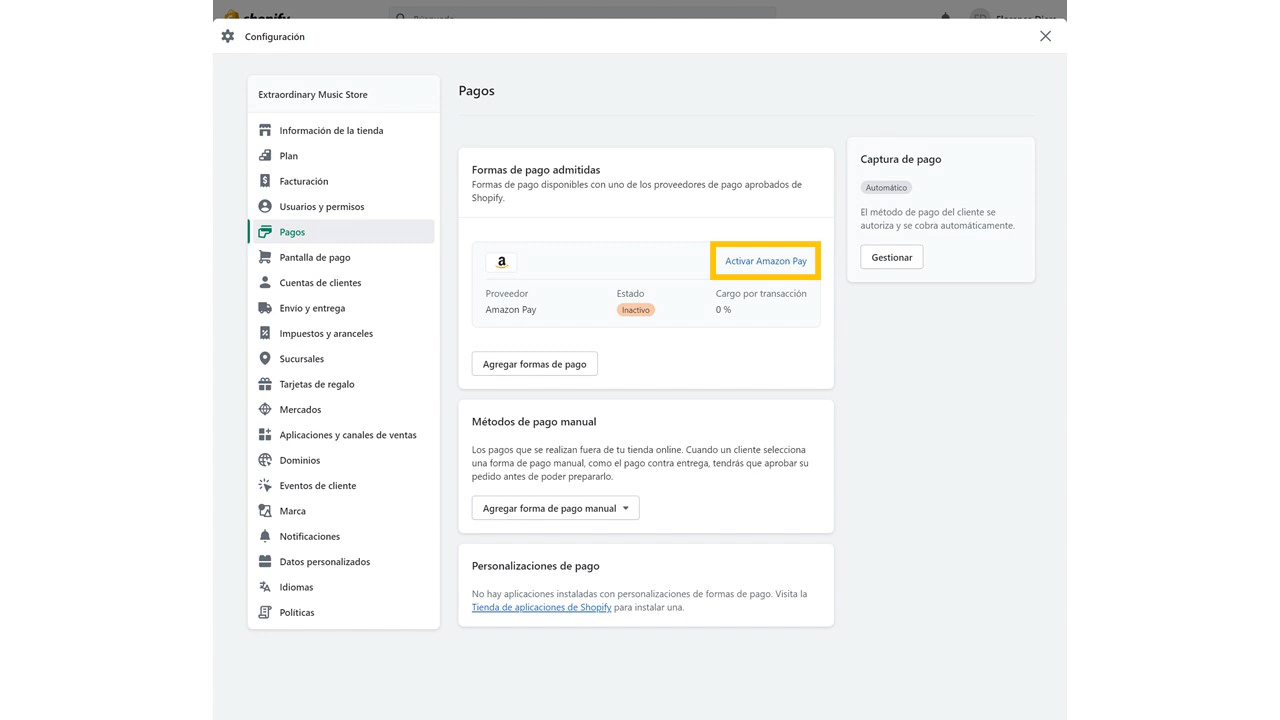 Configuración
Extraordinary Music Store
Información de la tienda
Plan
Facturación
Usuarios y permisos
Pagos
Pantalla de pago
Cuentas de clientes
Envío y entrega
Impuestos y aranceles
Sucursales
Tarjetas de regalo
Mercados
Aplicaciones y canales de ventas
Dominios
Eventos de cliente
Marca
Notificaciones
Datos personalizados
Idiomas
Políticas
Pagos
Formas de pago admitidas
Formas de pago disponibles con uno de los proveedores de pago aprobados de
Shopify.
a
Activar Amazon Pay
Proveedor
Estado
Cargo por transacción
Amazon Pay
Inactivo
0 %
Agregar formas de pago
Métodos de pago manual
Los pagos que se realizan fuera de tu tienda online. Cuando un cliente selecciona
una forma de pago manual, como el pago contra entrega, tendrás que aprobar su
pedido antes de poder prepararlo.
Agregar forma de pago manual
Personalizaciones de pago
No hay aplicaciones instaladas con personalizaciones de formas de pago. Visita la
Tienda de aplicaciones de Shopify para instalar una.
Captura de pago
Automático
El método de pago del cliente se
autoriza y se cobra automáticamente.
Gestionar